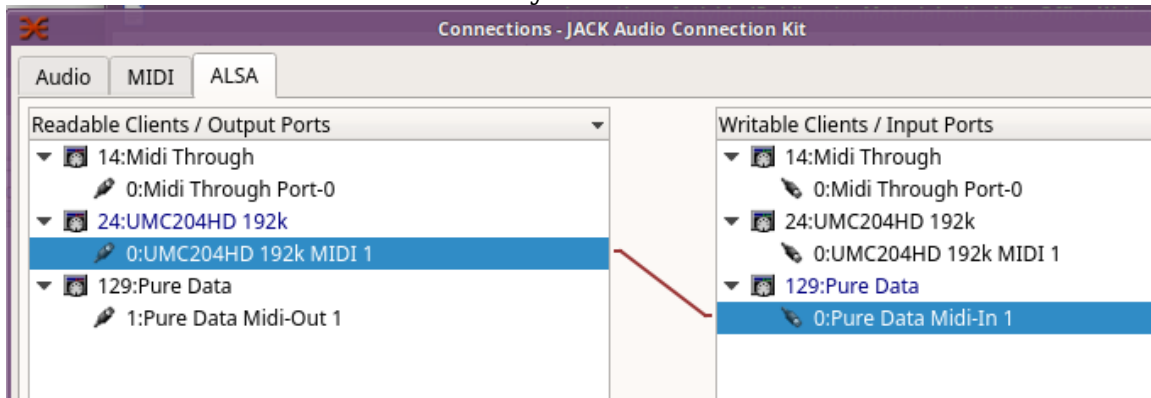 Connections - JACK Audio Connection Kit
Audio MIDI ALSA
Readable Clients / Output Ports
14:Midi Through
0:Midi Through Port-0
24:UMC204HD 192k
0:UMC204HD 192k MIDI 1
129:Pure Data
1:Pure Data Midi-Out 1
Writable Clients / Input Ports
14:Midi Through
0:Midi Through Port-0
24:UMC204HD 192k
0:UMC204HD 192k MIDI 1
129:Pure Data
0:Pure Data Midi-In 1